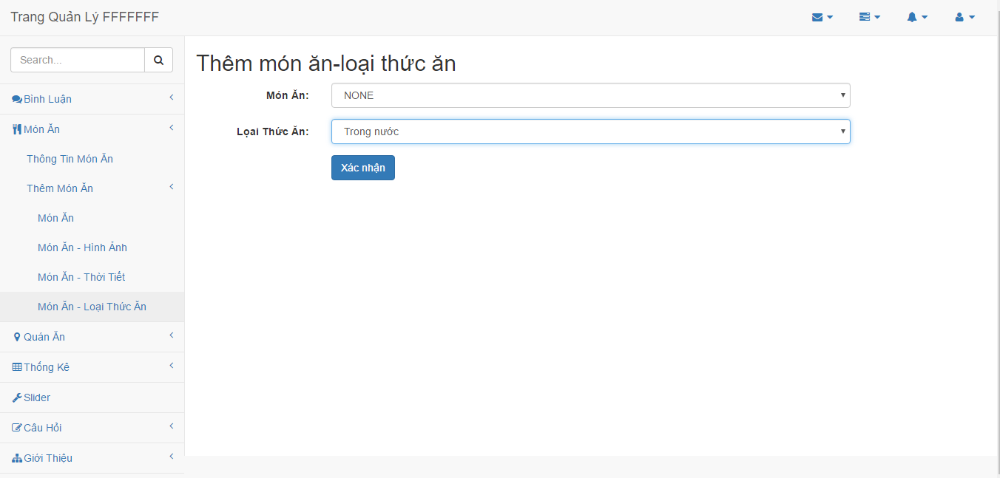 Trang Quản Lý FFFFFFF
Search...
Bình Luận
Món Ăn
Thông Tin Món Ăn
Thêm Món Ăn
Món Ăn
Món Ăn - Hình Ảnh
Món Ăn - Thời Tiết
Món Ăn - Loại Thức Ăn
Quán Ăn
Thống Kê
Slider
Câu Hỏi
Giới Thiệu
Thêm món ăn-loại thức ăn
Món Ăn: NONE
Lọai Thức Ăn: Trong nước
Xác nhận